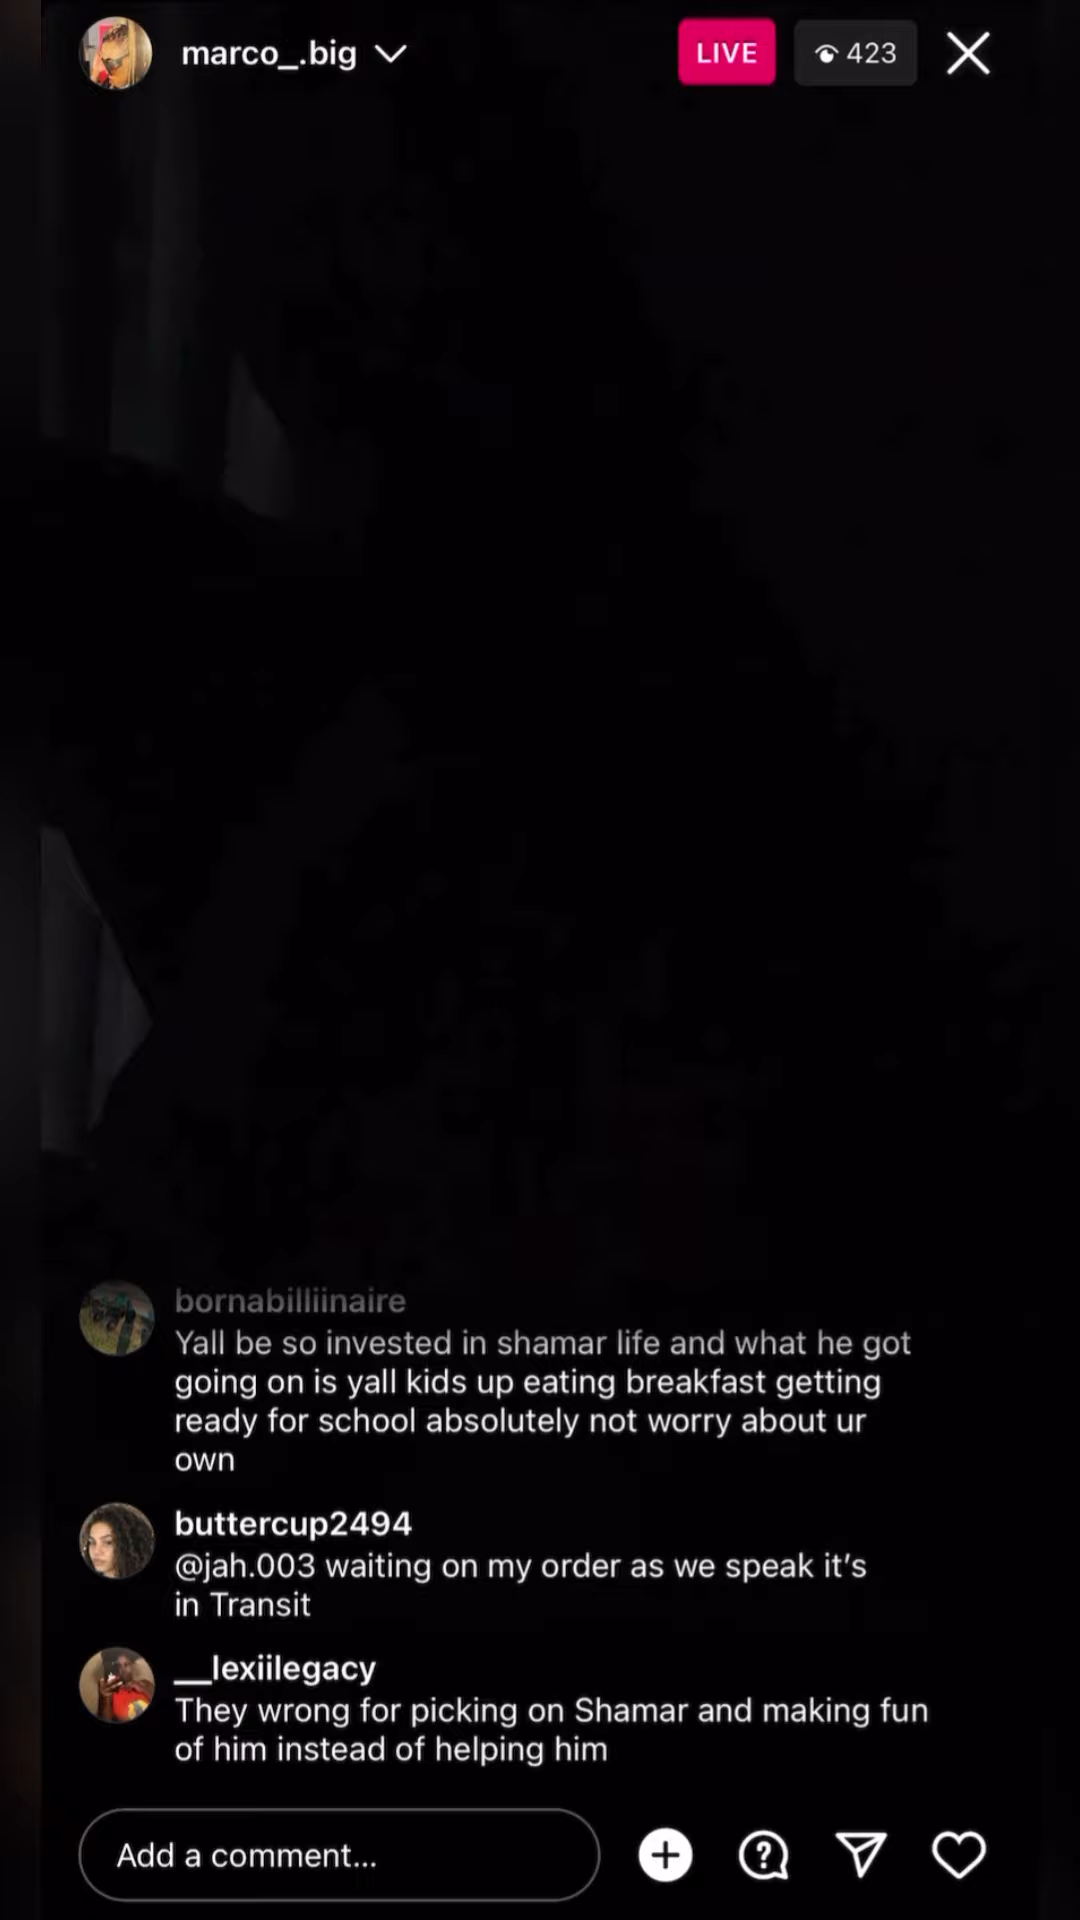 marco_.big
LIVE
423
bornabilliinaire
Yall be so invested in shamar life and what he got
going on is yall kids up eating breakfast getting
ready for school absolutely not worry about ur
own
buttercup2494
@jah.003 waiting on my order as we speak it’s
in Transit
__lexiilegacy
They wrong for picking on Shamar and making fun
of him instead of helping him
Add a comment...